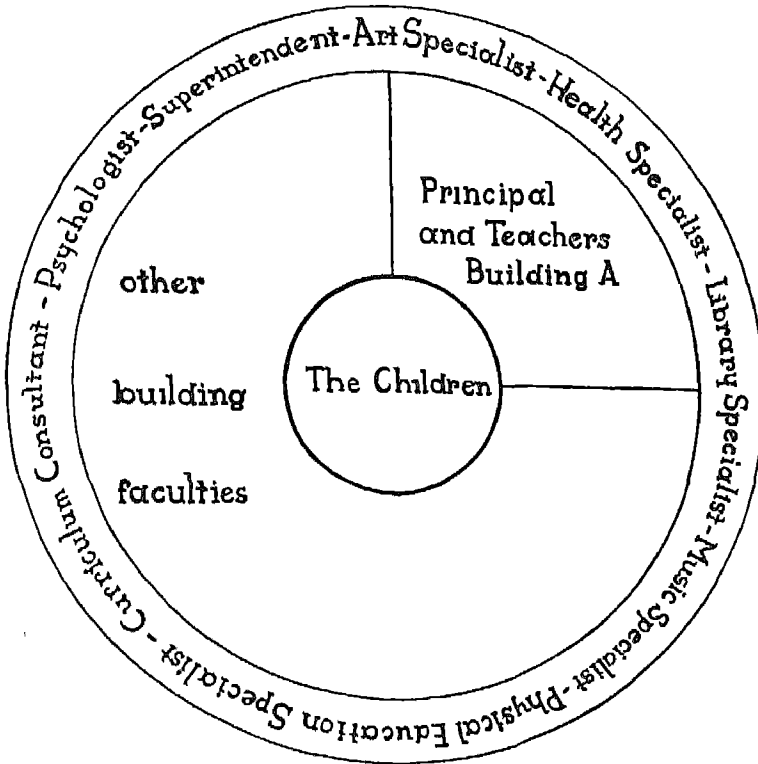 Curriculum Consultant - Psychologist - Superintendent - Art Specialist - Health Specialist - Library Specialist - Music Specialist - Physical Education Specialist -
Principal
and Teachers
Building A
other
building
faculties
The Children